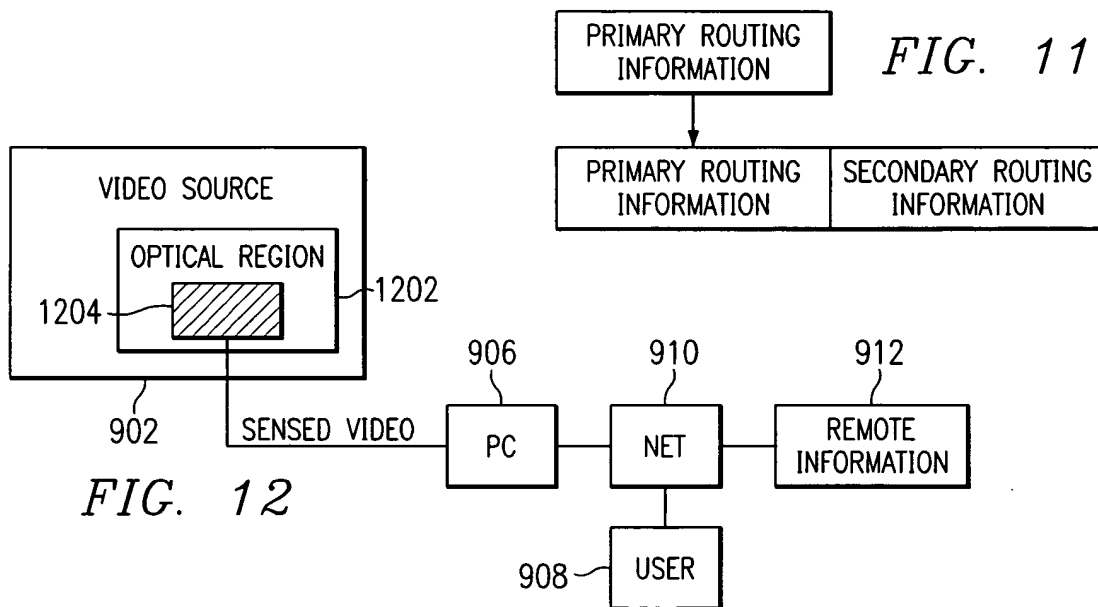 PRIMARY ROUTING
INFORMATION
FIG. 11
PRIMARY ROUTING
INFORMATION
SECONDARY ROUTING
INFORMATION
VIDEO SOURCE
OPTICAL REGION
1204
1202
902
SENSED VIDEO
906
PC
910
NET
912
REMOTE
INFORMATION
FIG. 12
908
USER